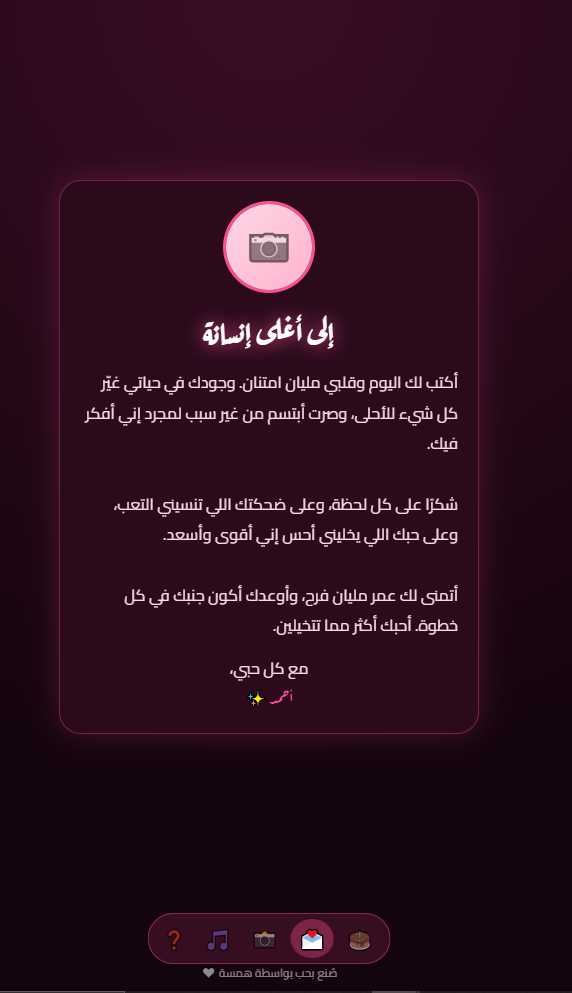 إلى أغلى إنسانة
أكتب لك اليوم وقلبي مليان امتنان. وجودك في حياتي غيّر
كل شيء للأحلى، وصرت أبتسم من غير سبب لمجرد إني أفكر
فيك.
شكرًا على كل لحظة، وعلى ضحكتك اللي تنسيني التعب،
وعلى حبك اللي يخليني أحس إني أقوى وأسعد.
أتمنى لك عمر مليان فرح، وأوعدك أكون جنبك في كل
خطوة. أحبك أكثر مما تتخيلين.
مع كل حبي،
أحمد ✨
صُنع بحب بواسطة همسة ♥